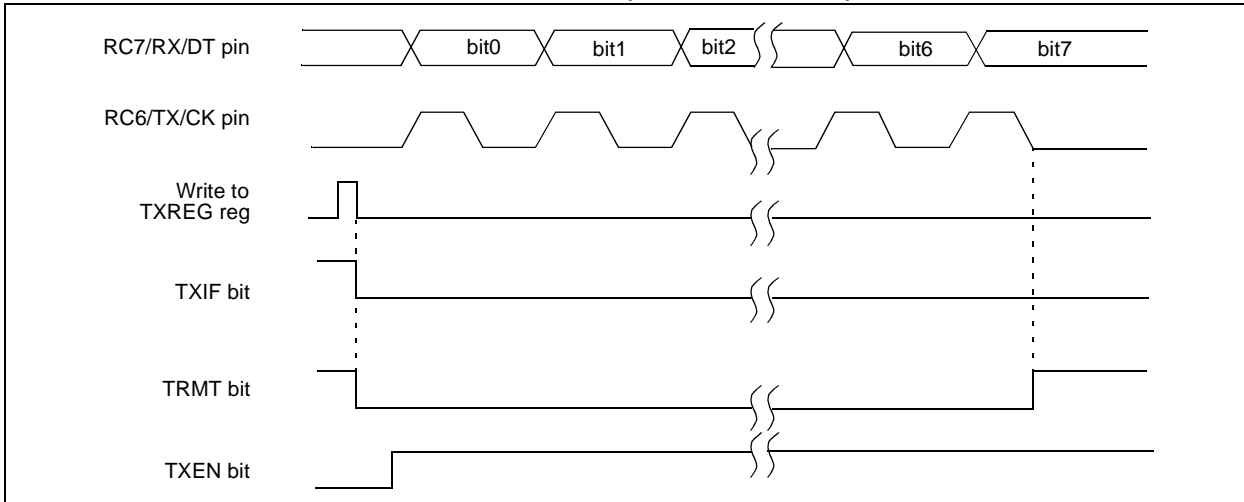 RC7/RX/DT pin
bit0
bit1
bit2
bit6
bit7
RC6/TX/CK pin
Write to
TXREG reg
TXIF bit
TRMT bit
TXEN bit